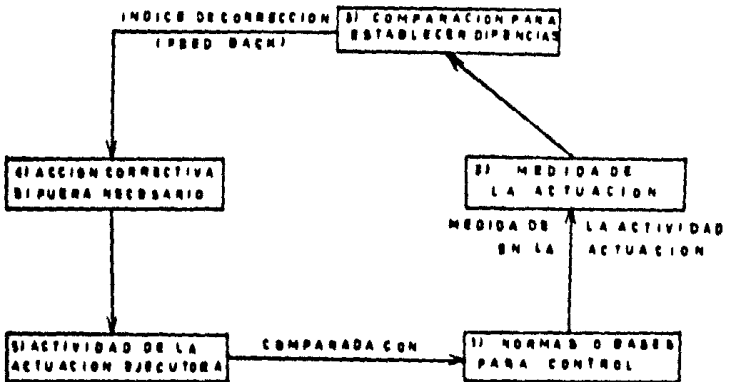 INDICE DE CORRECCION
(FEED BACK)
3) COMPARACION PARA
ESTABLECER DIFENCIAS
4) ACCION CORRECTIVA
SI FUERA NECESARIO
2) MEDIDA DE
LA ACTUACION
MEDIDA DE LA ACTIVIDAD
EN LA ACTUACION
5) ACTIVIDAD DE LA
ACTUACION EJECUTORA
COMPARADA CON
1) NORMAS O BASES
PARA CONTROL